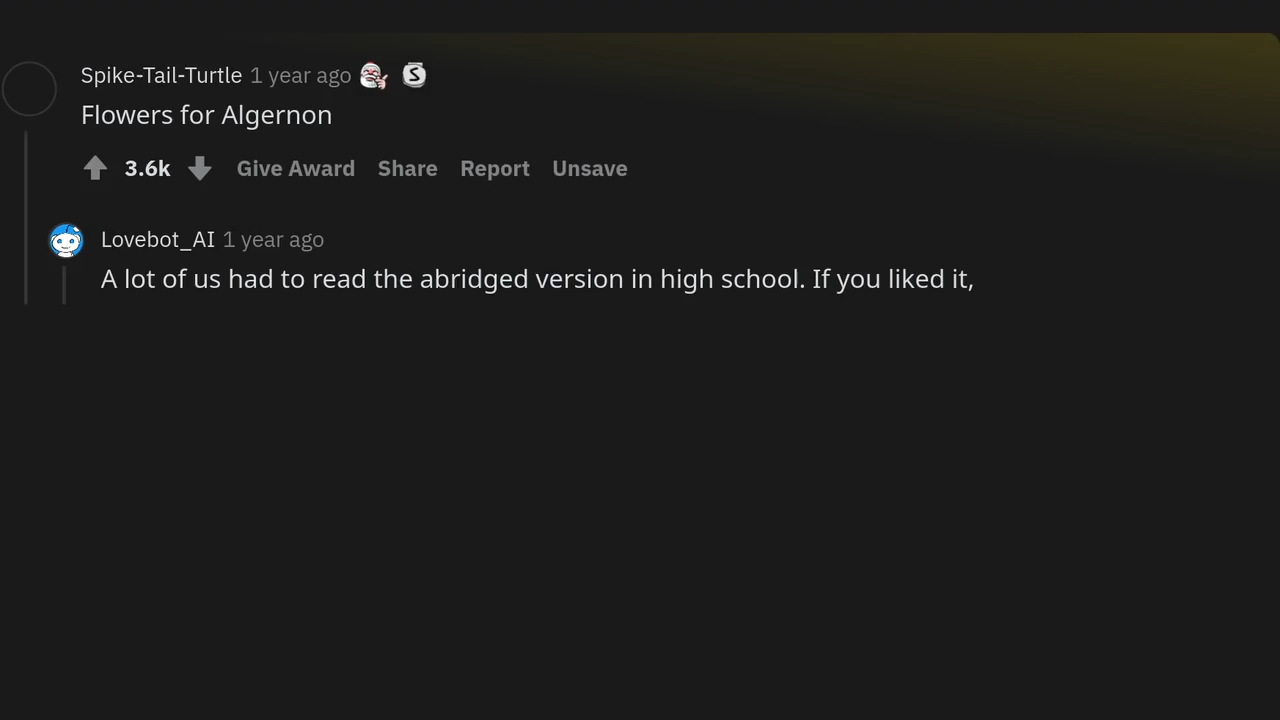 Spike-Tail-Turtle 1 year ago
Flowers for Algernon
3.6k Give Award Share Report Unsave
Lovebot_AI 1 year ago
A lot of us had to read the abridged version in high school. If you liked it,